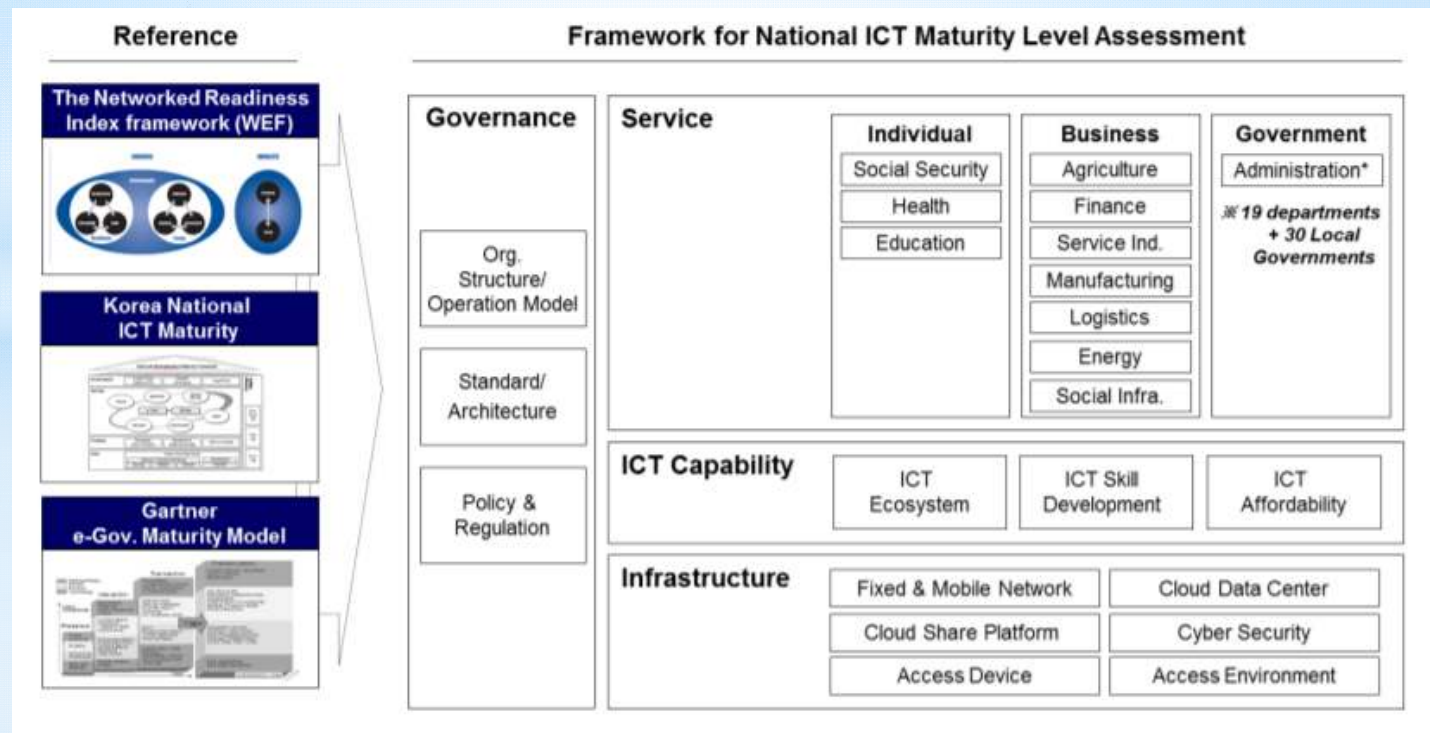 Reference
Framework for National ICT Maturity Level Assessment
The Networked Readiness
Index framework (WEF)
Korea National
ICT Maturity
Gartner
e-Gov. Maturity Model
Governance
Org.
Structure/
Operation Model
Standard/
Architecture
Policy &
Regulation
Service
Individual
Social Security
Health
Education
Business
Agriculture
Finance
Service Ind.
Manufacturing
Logistics
Energy
Social Infra.
Government
Administration*
※ 19 departments
+ 30 Local
Governments
ICT Capability
ICT
Ecosystem
ICT Skill
Development
ICT
Affordability
Infrastructure
Fixed & Mobile Network
Cloud Data Center
Cloud Share Platform
Cyber Security
Access Device
Access Environment